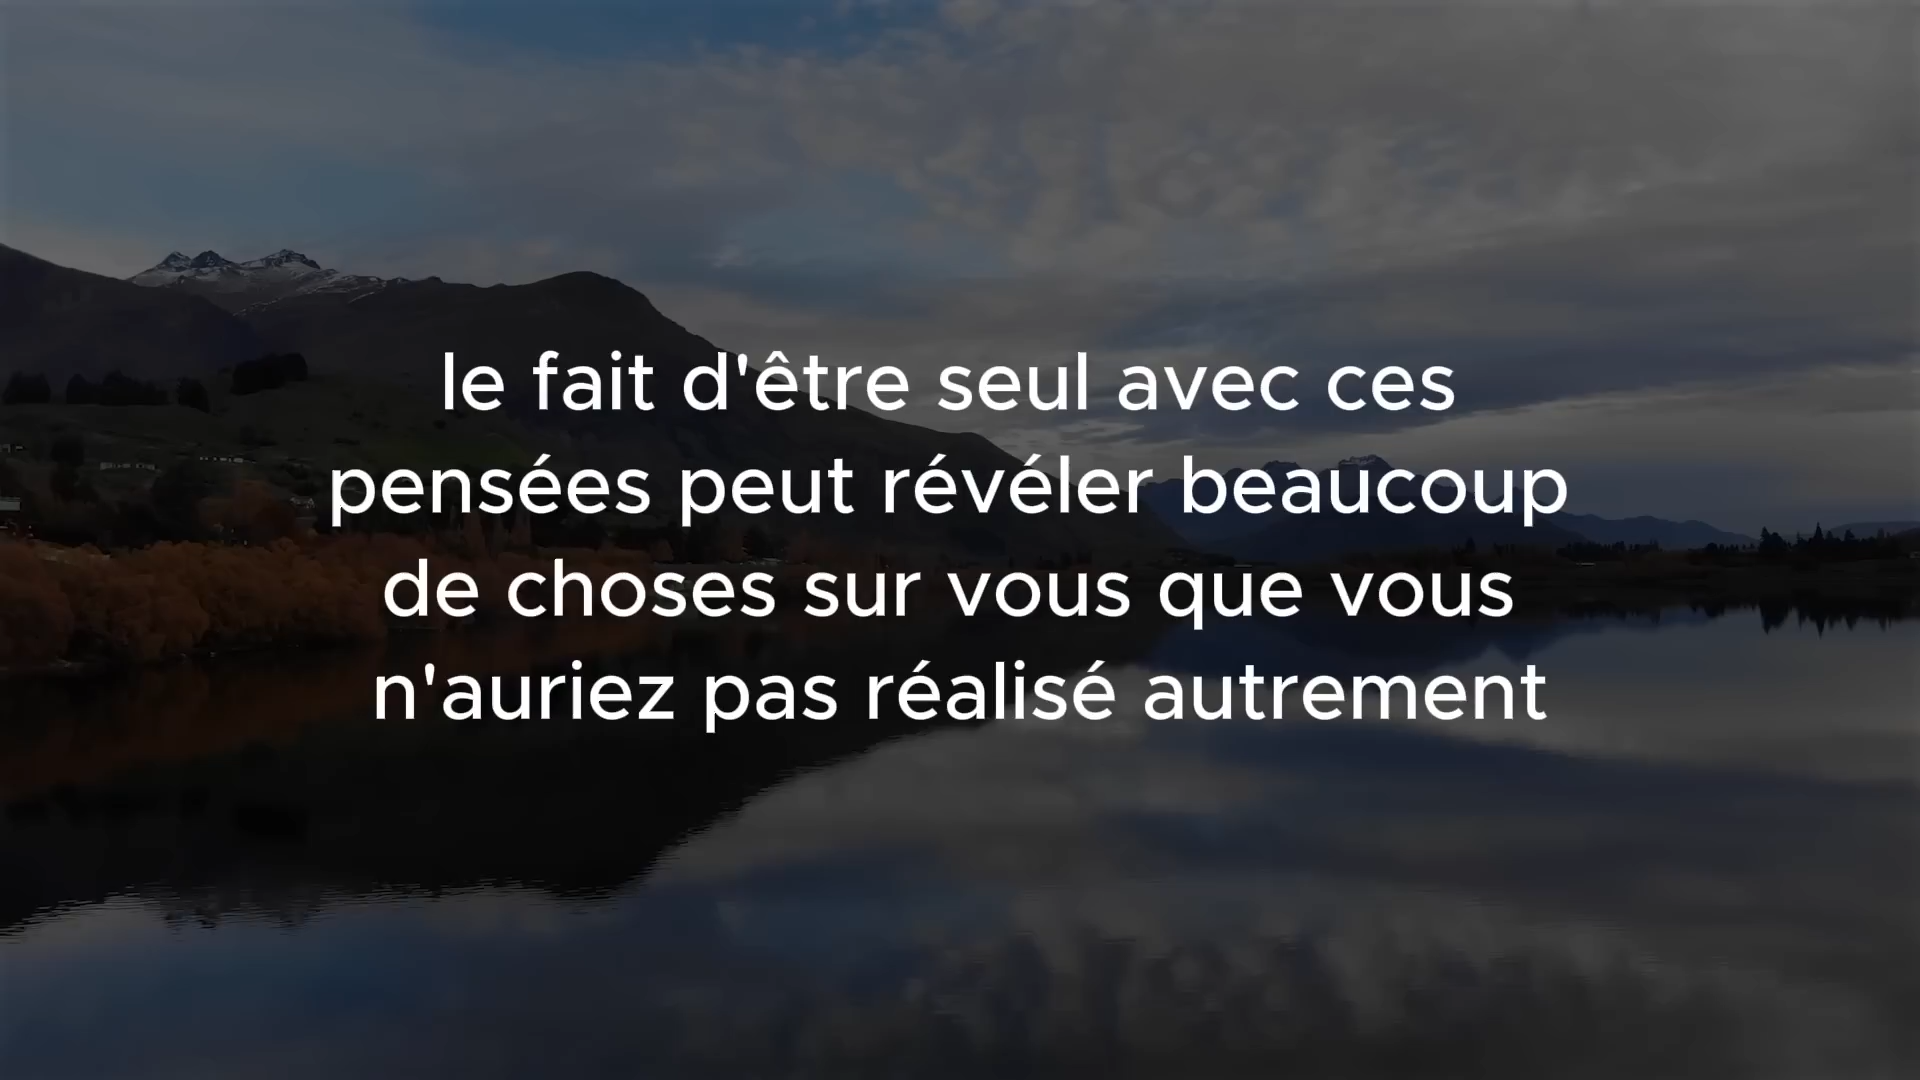 le fait d'être seul avec ces
pensées peut révéler beaucoup
de choses sur vous que vous
n'auriez pas réalisé autrement